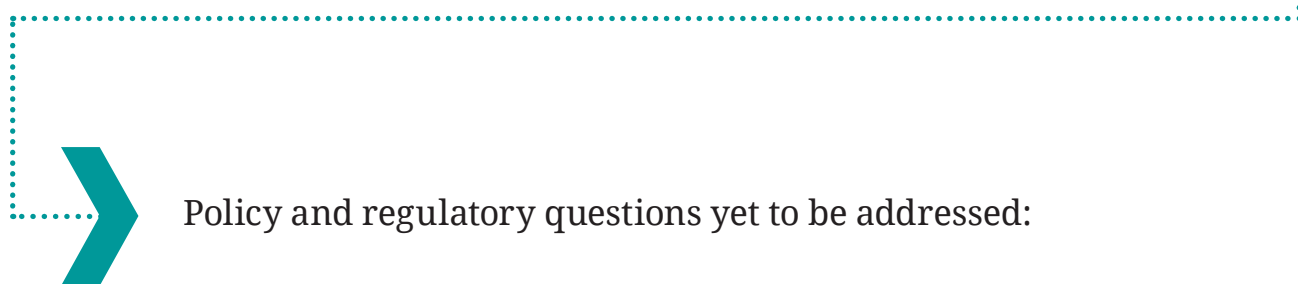 Policy and regulatory questions yet to be addressed: